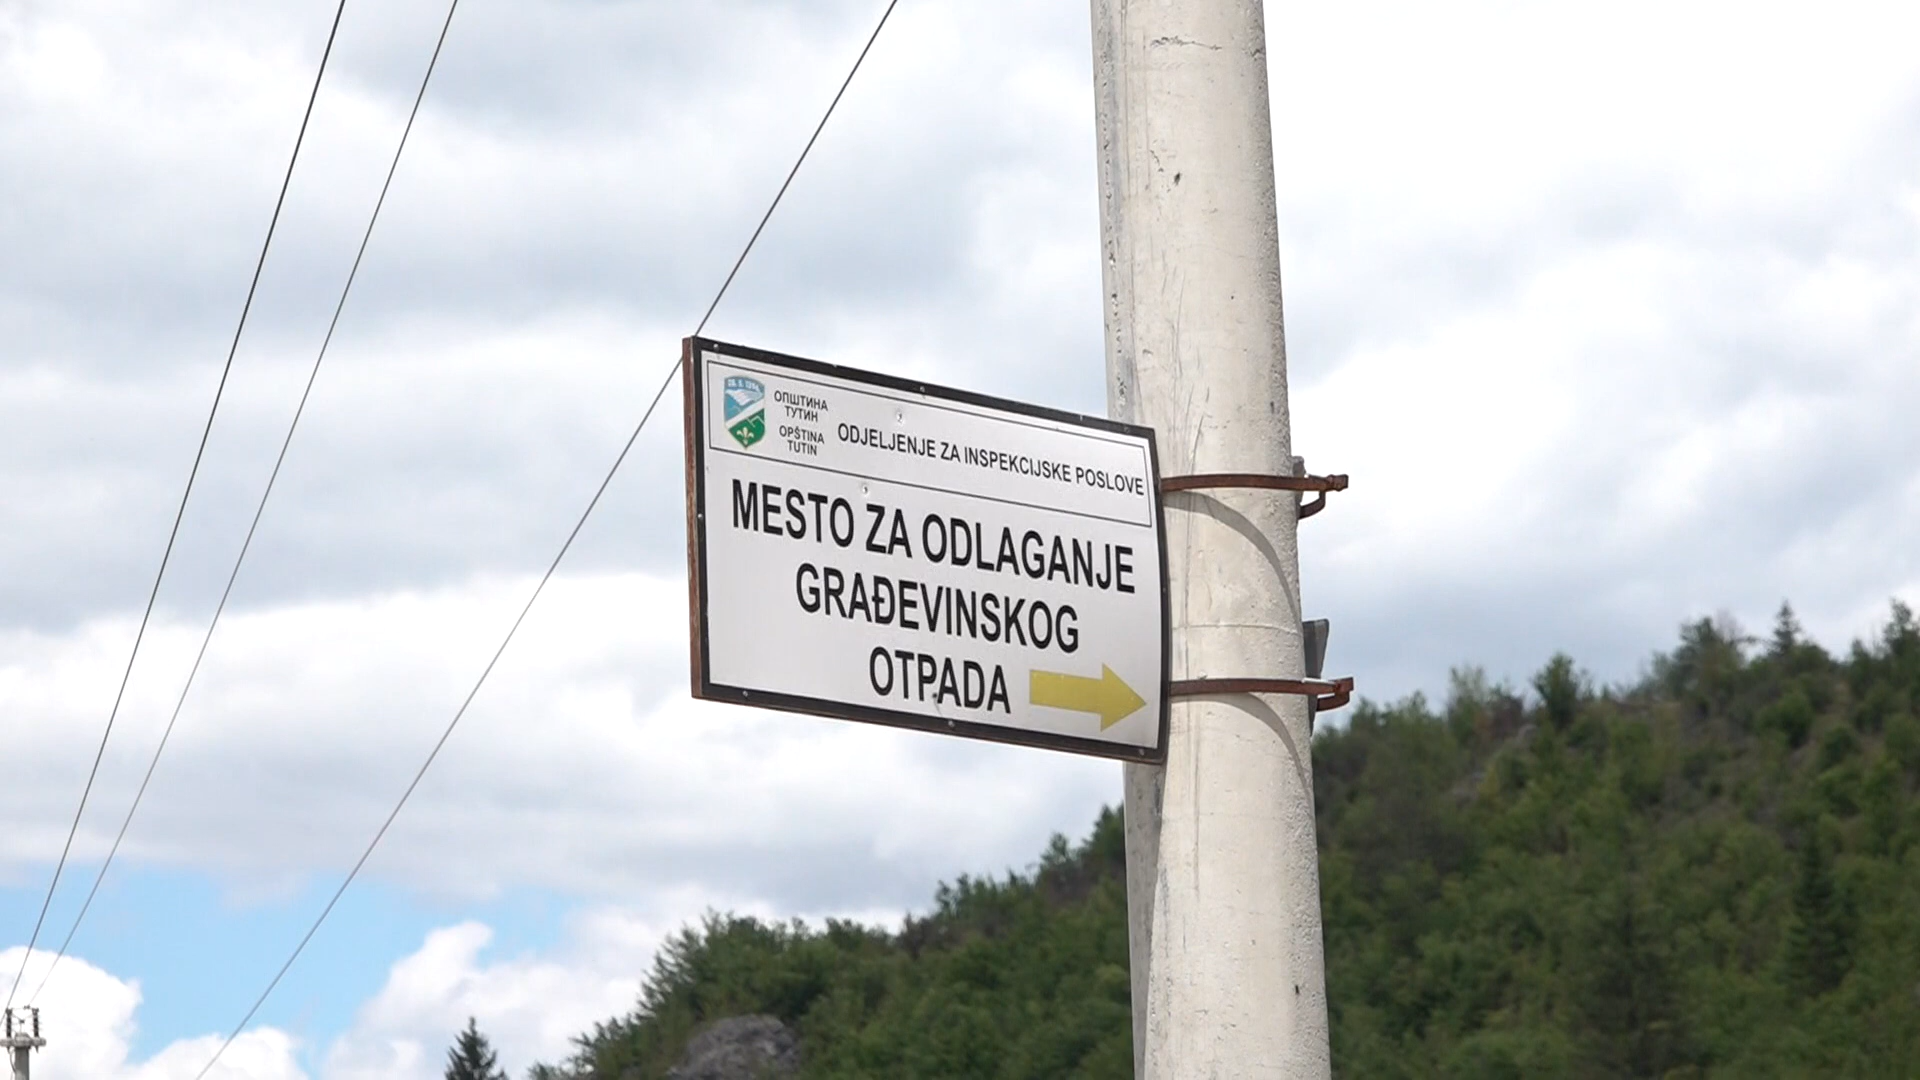 ОПШТИНА
ТУТИН
OPŠTINA
TUTIN
ODJELJENJE ZA INSPEKCIJSKE POSLOVE
MESTO ZA ODLAGANJE
GRAĐEVINSKOG
OTPADA